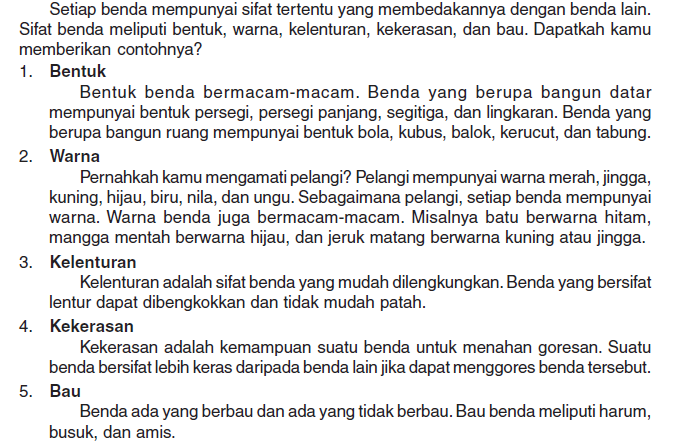 Setiap benda mempunyai sifat tertentu yang membedakannya dengan benda lain.
Sifat benda meliputi bentuk, warna, kelenturan, kekerasan, dan bau. Dapatkah kamu
memberikan contohnya?
1. Bentuk
Bentuk benda bermacam-macam. Benda yang berupa bangun datar
mempunyai bentuk persegi, persegi panjang, segitiga, dan lingkaran. Benda yang
berupa bangun ruang mempunyai bentuk bola, kubus, balok, kerucut, dan tabung.
2. Warna
Pernahkah kamu mengamati pelangi? Pelangi mempunyai warna merah, jingga,
kuning, hijau, biru, nila, dan ungu. Sebagaimana pelangi, setiap benda mempunyai
warna. Warna benda juga bermacam-macam. Misalnya batu berwarna hitam,
mangga mentah berwarna hijau, dan jeruk matang berwarna kuning atau jingga.
3. Kelenturan
Kelenturan adalah sifat benda yang mudah dilengkungkan. Benda yang bersifat
lentur dapat dibengkokkan dan tidak mudah patah.
4. Kekerasan
Kekerasan adalah kemampuan suatu benda untuk menahan goresan. Suatu
benda bersifat lebih keras daripada benda lain jika dapat menggores benda tersebut.
5. Bau
Benda ada yang berbau dan ada yang tidak berbau. Bau benda meliputi harum,
busuk, dan amis.